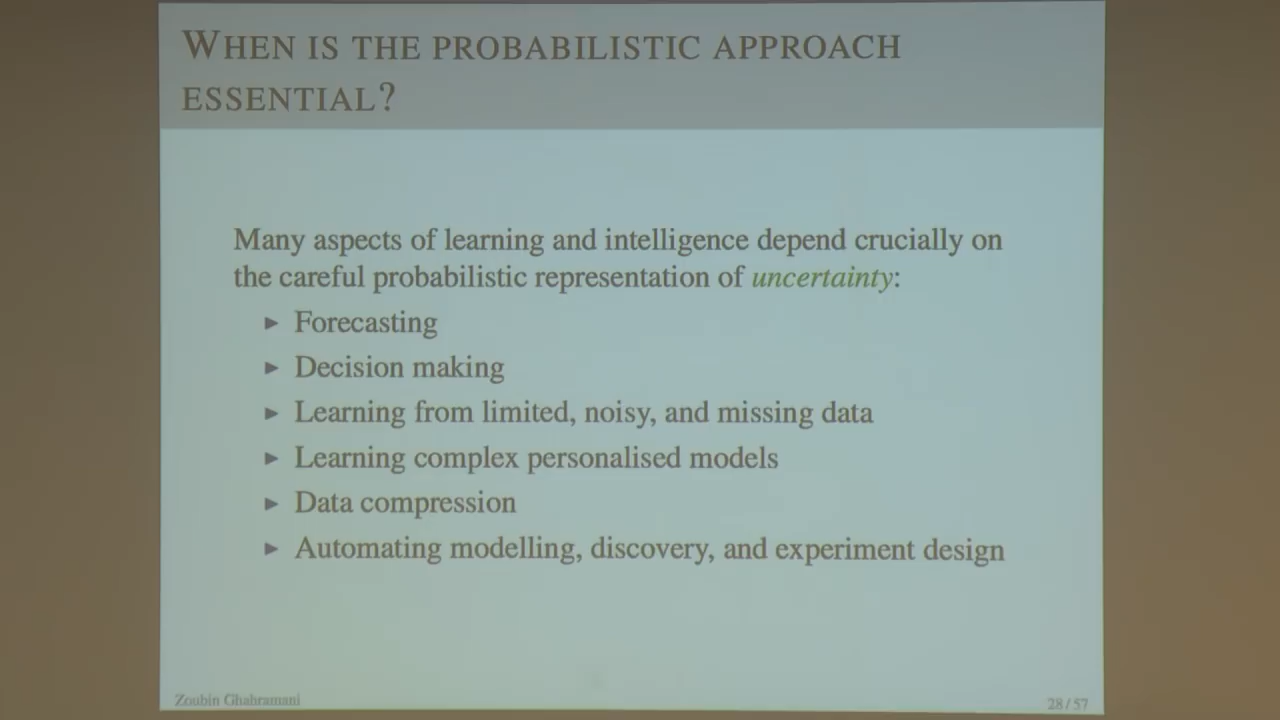 WHEN IS THE PROBABILISTIC APPROACH
ESSENTIAL?
Many aspects of learning and intelligence depend crucially on
the careful probabilistic representation of uncertainty:
► Forecasting
► Decision making
► Learning from limited, noisy, and missing data
► Learning complex personalised models
► Data compression
► Automating modelling, discovery, and experiment design
Zoubin Ghahramani
28 / 57